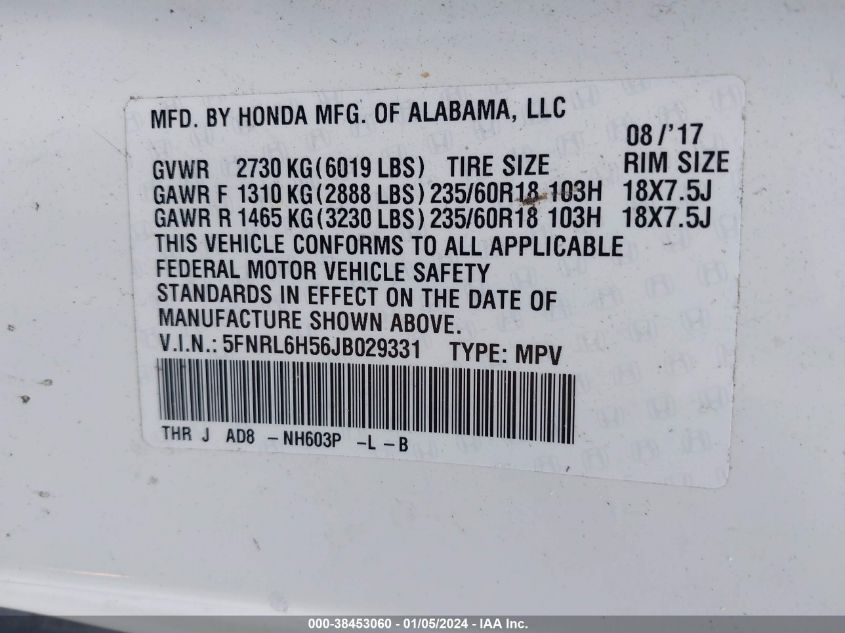 MFD. BY HONDA MFG. OF ALABAMA, LLC
08/'17
GVWR 2730 KG(6019 LBS) TIRE SIZE RIM SIZE
GAWR F 1310 KG(2888 LBS) 235/60R18 103H 18X7.5J
GAWR R 1465 KG(3230 LBS) 235/60R18 103H 18X7.5J
THIS VEHICLE CONFORMS TO ALL APPLICABLE
FEDERAL MOTOR VEHICLE SAFETY
STANDARDS IN EFFECT ON THE DATE OF
MANUFACTURE SHOWN ABOVE.
V.I.N.: 5FNRL6H56JB029331 TYPE: MPV
THR J AD8 -NH603P -L -B
000-38453060 - 01/05/2024 - IAA Inc.